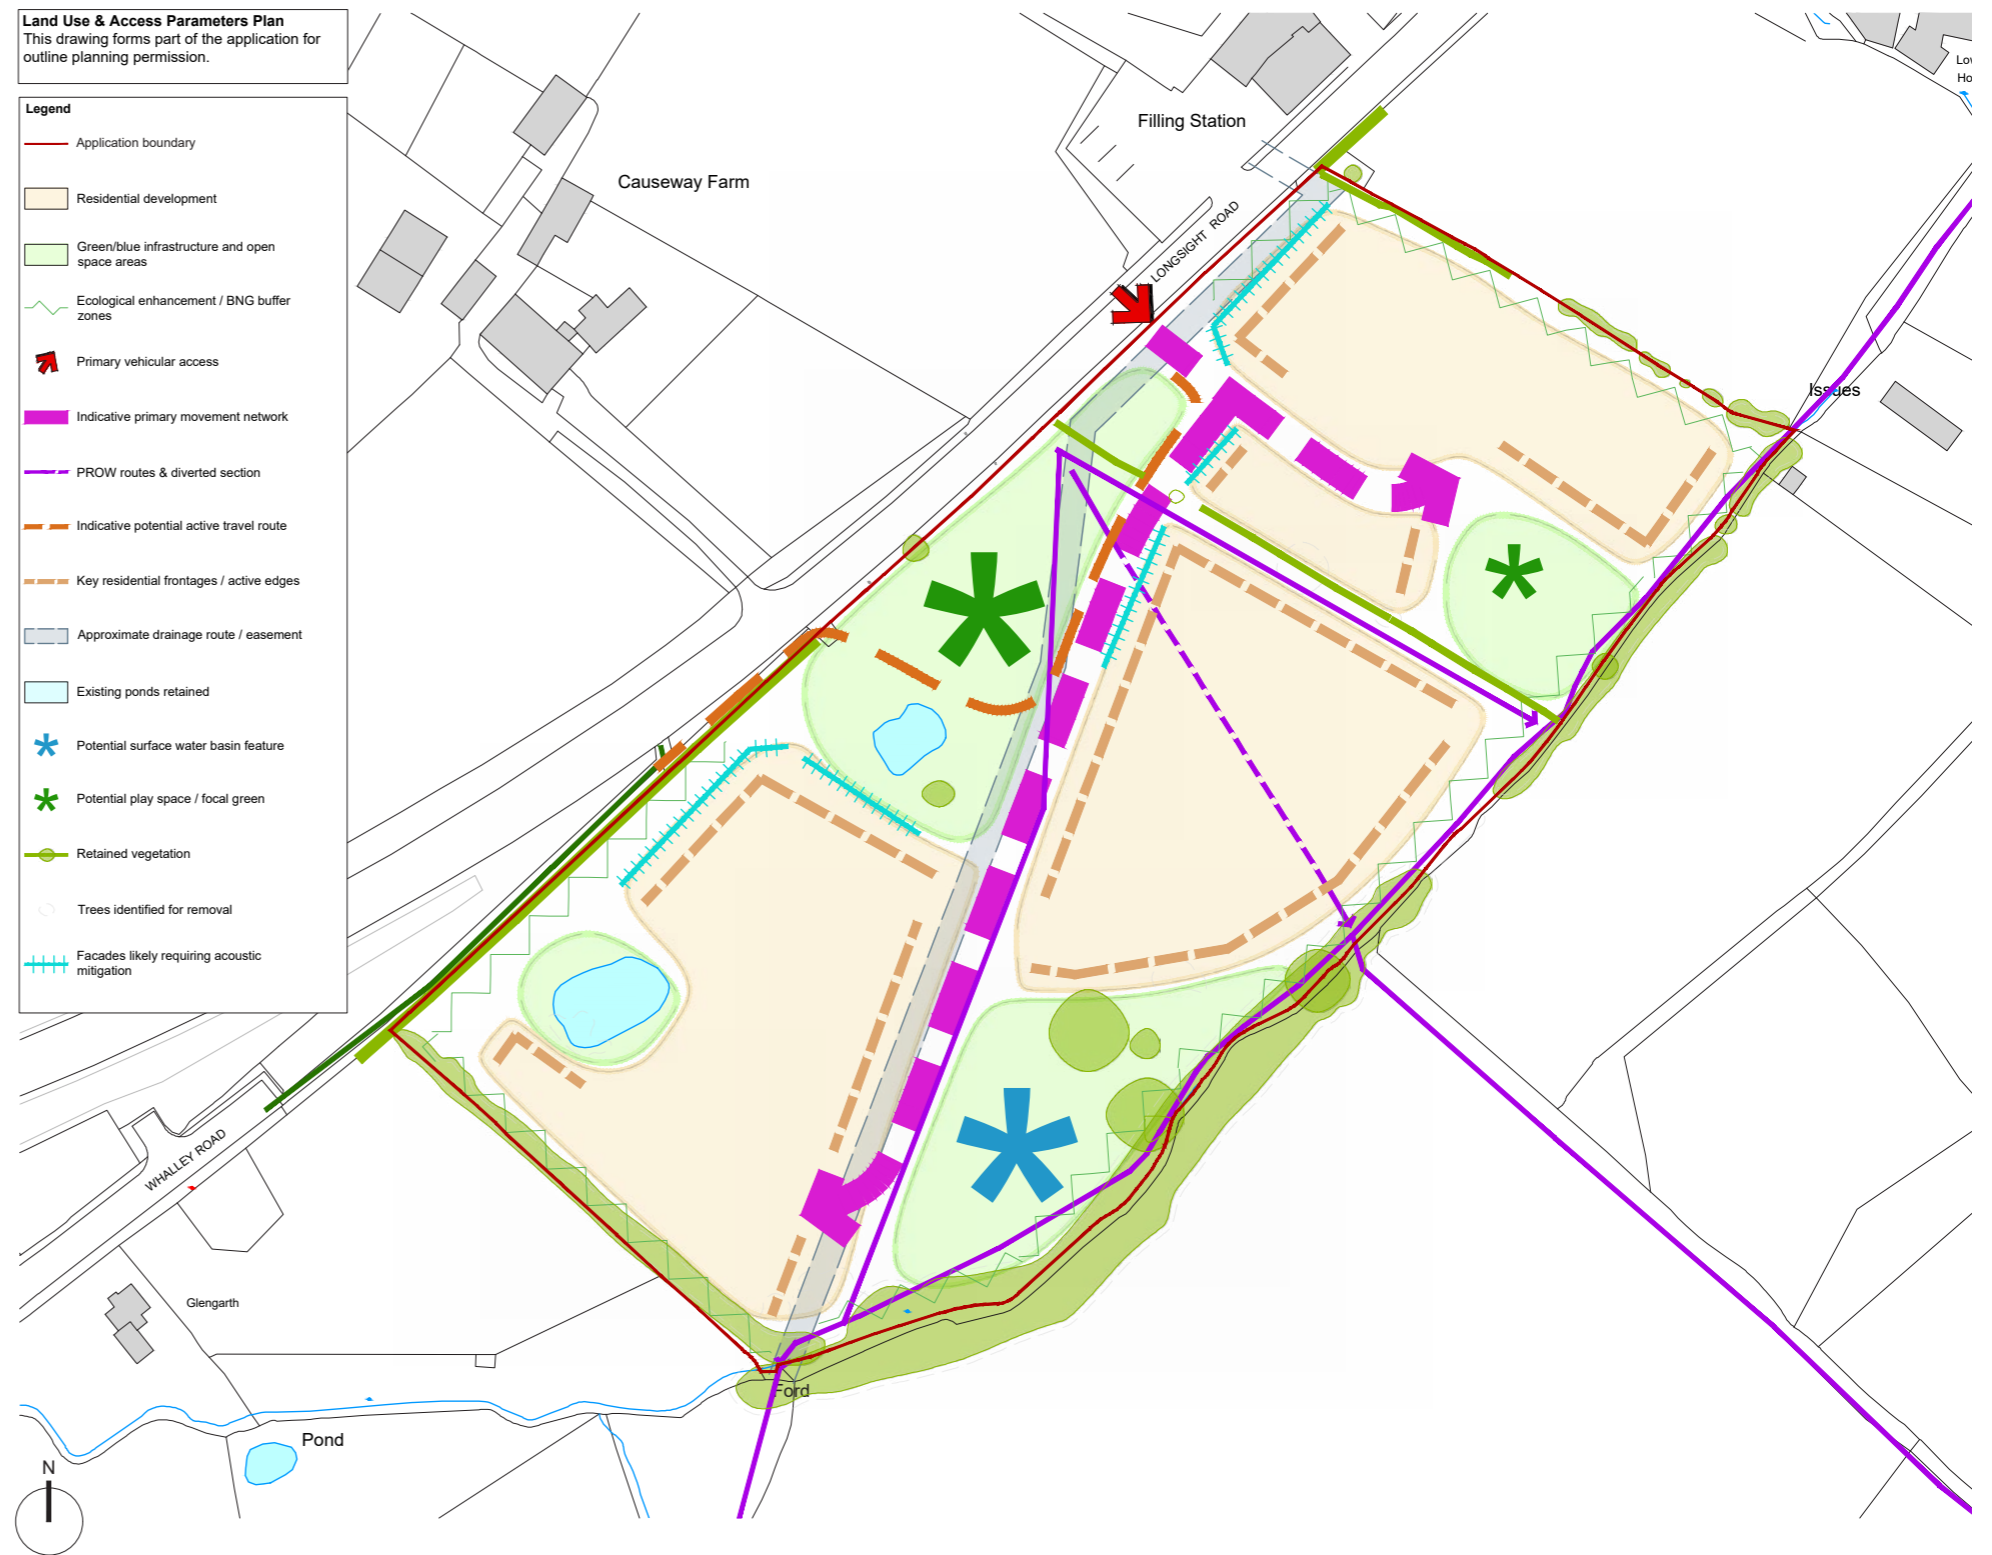 Land Use & Access Parameters Plan
This drawing forms part of the application for
outline planning permission.
Legend
Application boundary
Residential development
Green/blue infrastructure and open
space areas
Ecological enhancement / BNG buffer
zones
Primary vehicular access
Indicative primary movement network
PROW routes & diverted section
Indicative potential active travel route
Key residential frontages / active edges
Approximate drainage route / easement
Existing ponds retained
Potential surface water basin feature
Potential play space / focal green
Retained vegetation
Trees identified for removal
Facades likely requiring acoustic
mitigation
Filling Station
Causeway Farm
LONGSIGHT ROAD
Issues
WHALLEY ROAD
Glengarth
Ford
Pond
N